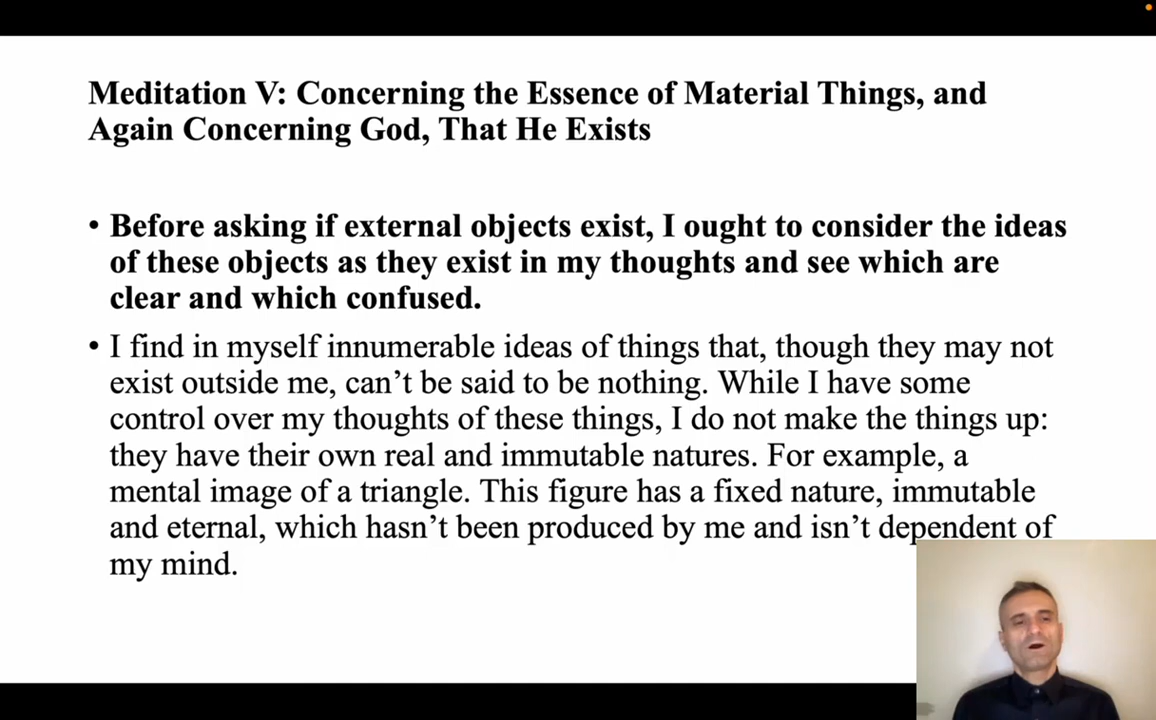 Meditation V: Concerning the Essence of Material Things, and
Again Concerning God, That He Exists
• Before asking if external objects exist, I ought to consider the ideas
of these objects as they exist in my thoughts and see which are
clear and which confused.
• I find in myself innumerable ideas of things that, though they may not
exist outside me, can’t be said to be nothing. While I have some
control over my thoughts of these things, I do not make the things up:
they have their own real and immutable natures. For example, a
mental image of a triangle. This figure has a fixed nature, immutable
and eternal, which hasn’t been produced by me and isn’t dependent of
my mind.